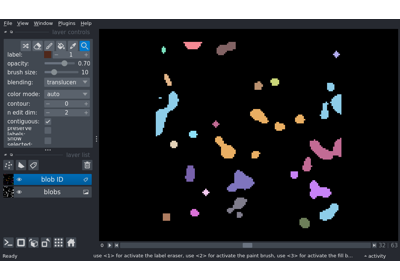 File View Window Plugins Help
layer controls
label: 1
opacity: 0.70
brush size: 10
blending: translucen
color mode: auto
contour: 0
n edit dim: 2
contiguous:
preserve labels:
show selected:
layer list
blob ID
blobs
32 63
Ready
use <1> for activate the label eraser, use <2> for activate the paint brush, use <3> for activate the fill b...
activity